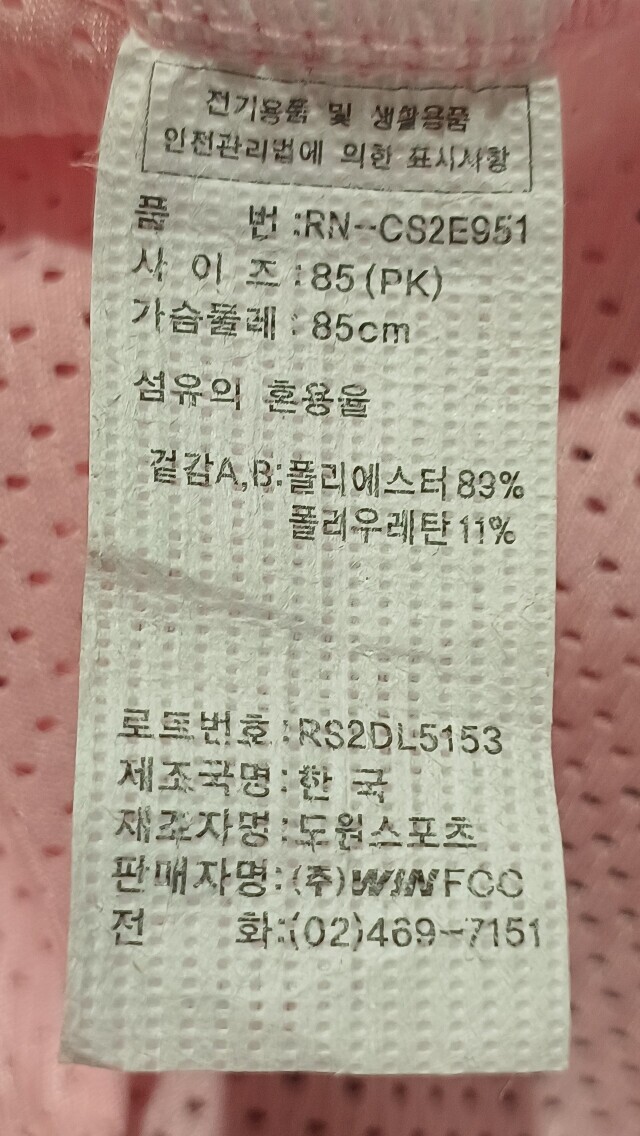 전기용품 및 생활용품
안전관리법에 의한 표시사항
품 번 :RN--CS2E951
사 이 즈 : 85 (PK)
가슴둘레 : 85cm
섬유의 혼용율
겉감A,B:폴리에스터 89%
폴리우레탄 11%
로트번호:RS2DL5153
제조국명:한 국
제조자명:도원스포츠
판매자명:(주)WINFCC
전 화:(02)469-7151